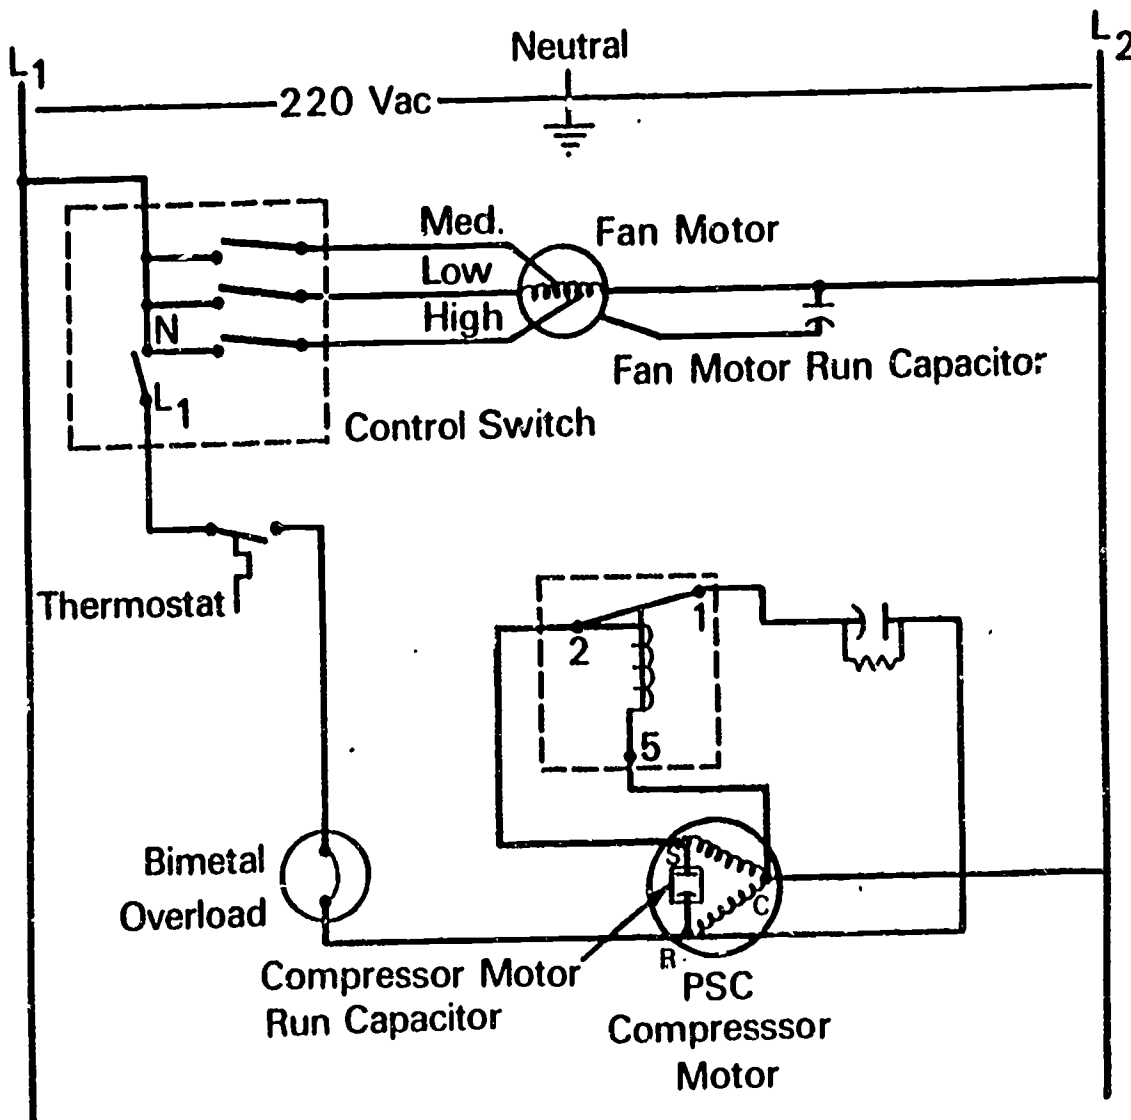 L1
Neutral
L2
220 Vac
Med.
Fan Motor
Low
High
N
Fan Motor Run Capacitor
L1
Control Switch
Thermostat
1
2
5
Bimetal
Overload
S
C
R
Compressor Motor
Run Capacitor
PSC
Compresssor
Motor